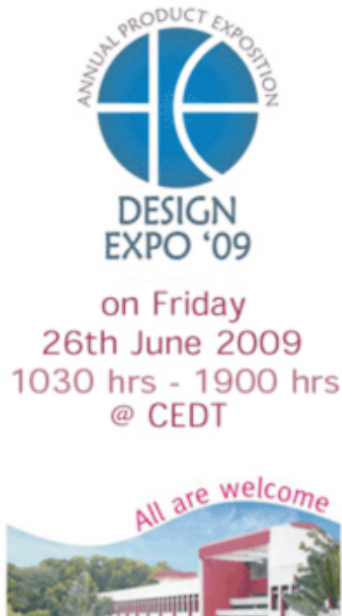 ANNUAL PRODUCT EXPOSITION
DESIGN
EXPO ‘09
on Friday
26th June 2009
1030 hrs - 1900 hrs
@ CEDT
All are welcome